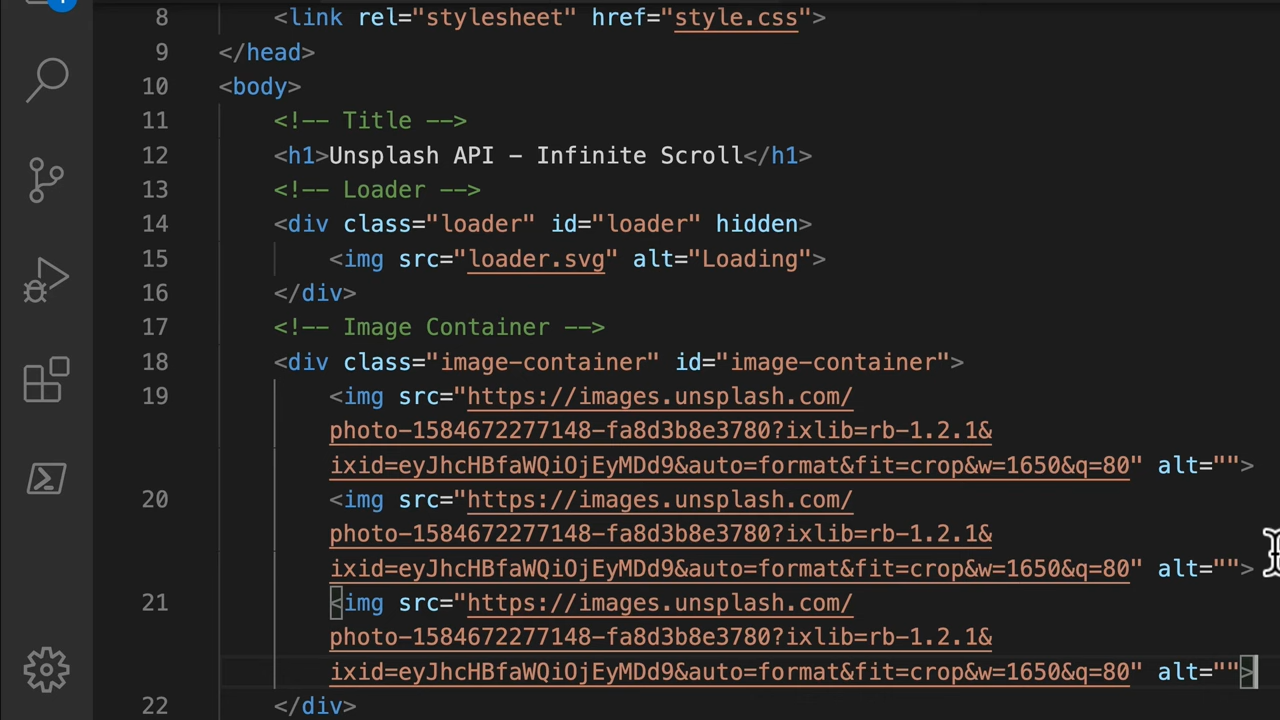 8 <link rel="stylesheet" href="style.css">
9 </head>
10 <body>
11 <!-- Title -->
12 <h1>Unsplash API - Infinite Scroll</h1>
13 <!-- Loader -->
14 <div class="loader" id="loader" hidden>
15 <img src="loader.svg" alt="Loading">
16 </div>
17 <!-- Image Container -->
18 <div class="image-container" id="image-container">
19 <img src="https://images.unsplash.com/
photo-1584672277148-fa8d3b8e3780?ixlib=rb-1.2.1&
ixid=eyJhcHBfaWQiOjEyMDd9&auto=format&fit=crop&w=1650&q=80" alt="">
20 <img src="https://images.unsplash.com/
photo-1584672277148-fa8d3b8e3780?ixlib=rb-1.2.1&
ixid=eyJhcHBfaWQiOjEyMDd9&auto=format&fit=crop&w=1650&q=80" alt="">
21 <img src="https://images.unsplash.com/
photo-1584672277148-fa8d3b8e3780?ixlib=rb-1.2.1&
ixid=eyJhcHBfaWQiOjEyMDd9&auto=format&fit=crop&w=1650&q=80" alt="">
22 </div>